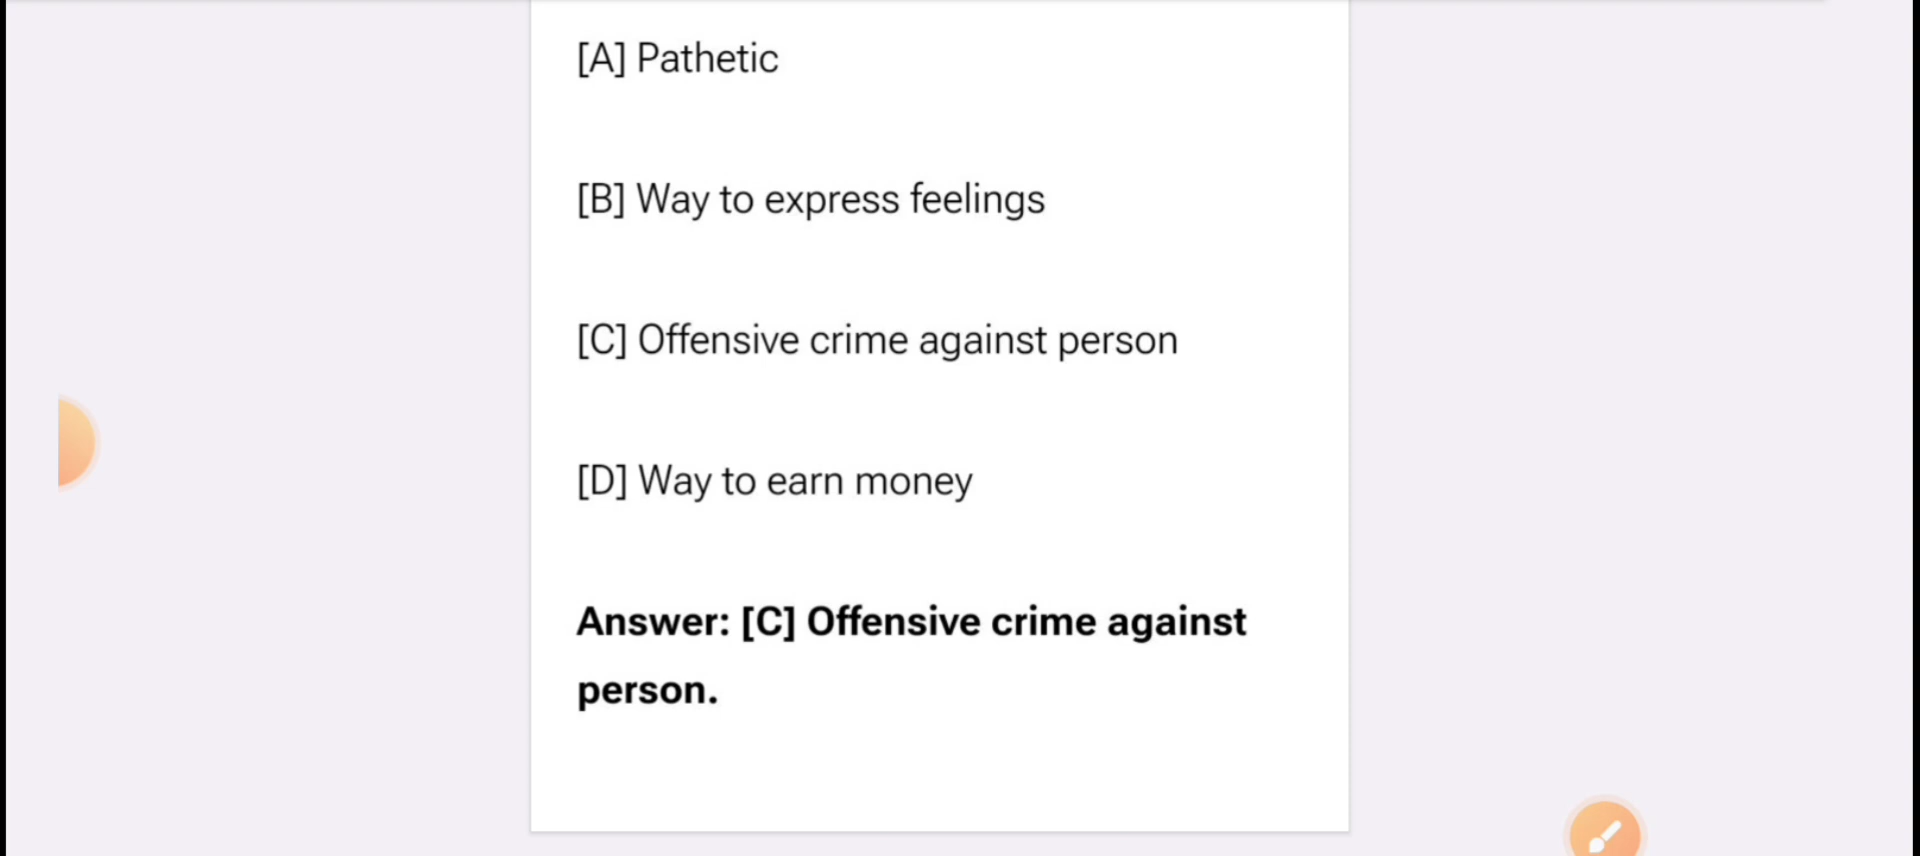 [A] Pathetic
[B] Way to express feelings
[C] Offensive crime against person
[D] Way to earn money
Answer: [C] Offensive crime against
person.